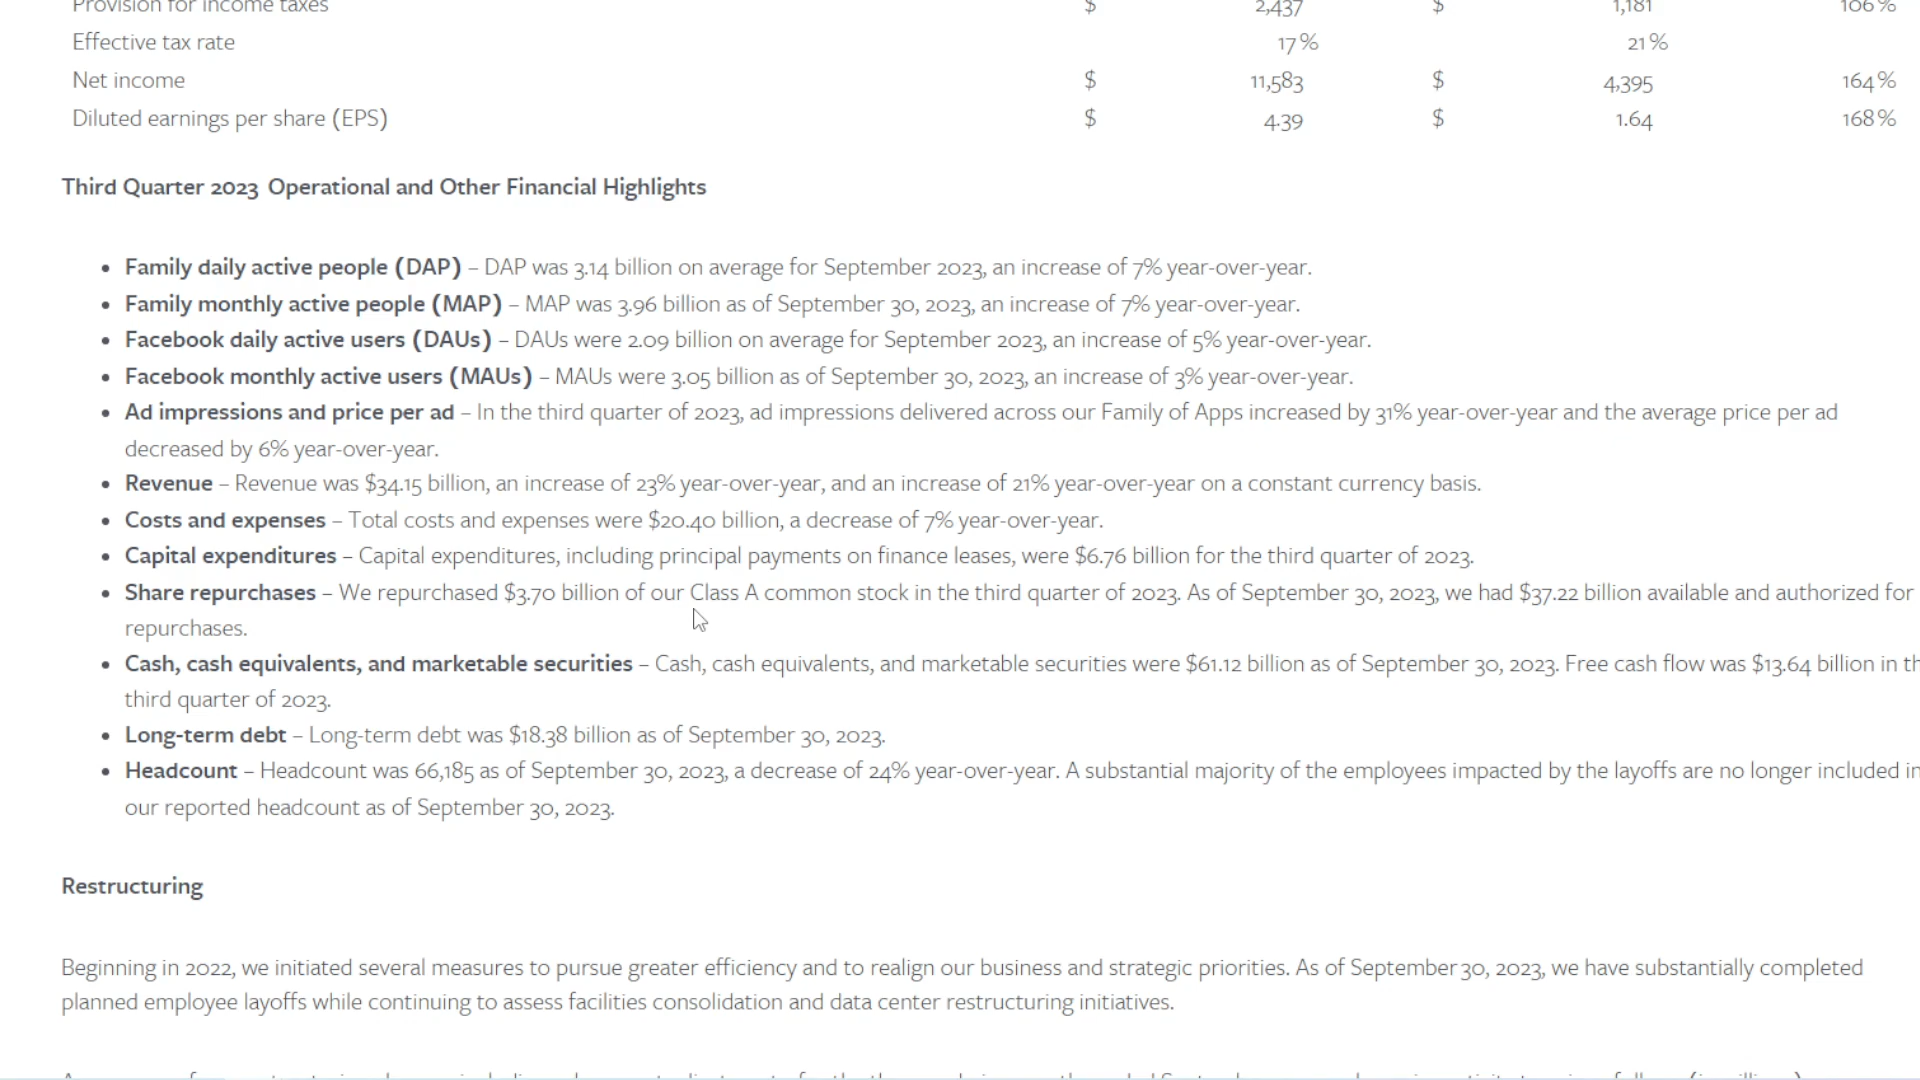 Provision for income taxes $ 2,437 $ 1,181 106%
Effective tax rate 17% 21%
Net income $ 11,583 $ 4,395 164%
Diluted earnings per share (EPS) $ 4.39 $ 1.64 168%
Third Quarter 2023 Operational and Other Financial Highlights
• Family daily active people (DAP) – DAP was 3.14 billion on average for September 2023, an increase of 7% year-over-year.
• Family monthly active people (MAP) – MAP was 3.96 billion as of September 30, 2023, an increase of 7% year-over-year.
• Facebook daily active users (DAUs) – DAUs were 2.09 billion on average for September 2023, an increase of 5% year-over-year.
• Facebook monthly active users (MAUs) – MAUs were 3.05 billion as of September 30, 2023, an increase of 3% year-over-year.
• Ad impressions and price per ad – In the third quarter of 2023, ad impressions delivered across our Family of Apps increased by 31% year-over-year and the average price per ad
decreased by 6% year-over-year.
• Revenue – Revenue was $34.15 billion, an increase of 23% year-over-year, and an increase of 21% year-over-year on a constant currency basis.
• Costs and expenses – Total costs and expenses were $20.40 billion, a decrease of 7% year-over-year.
• Capital expenditures – Capital expenditures, including principal payments on finance leases, were $6.76 billion for the third quarter of 2023.
• Share repurchases – We repurchased $3.70 billion of our Class A common stock in the third quarter of 2023. As of September 30, 2023, we had $37.22 billion available and authorized for
repurchases.
• Cash, cash equivalents, and marketable securities – Cash, cash equivalents, and marketable securities were $61.12 billion as of September 30, 2023. Free cash flow was $13.64 billion in th
third quarter of 2023.
• Long-term debt – Long-term debt was $18.38 billion as of September 30, 2023.
• Headcount – Headcount was 66,185 as of September 30, 2023, a decrease of 24% year-over-year. A substantial majority of the employees impacted by the layoffs are no longer included in
our reported headcount as of September 30, 2023.
Restructuring
Beginning in 2022, we initiated several measures to pursue greater efficiency and to realign our business and strategic priorities. As of September 30, 2023, we have substantially completed
planned employee layoffs while continuing to assess facilities consolidation and data center restructuring initiatives.